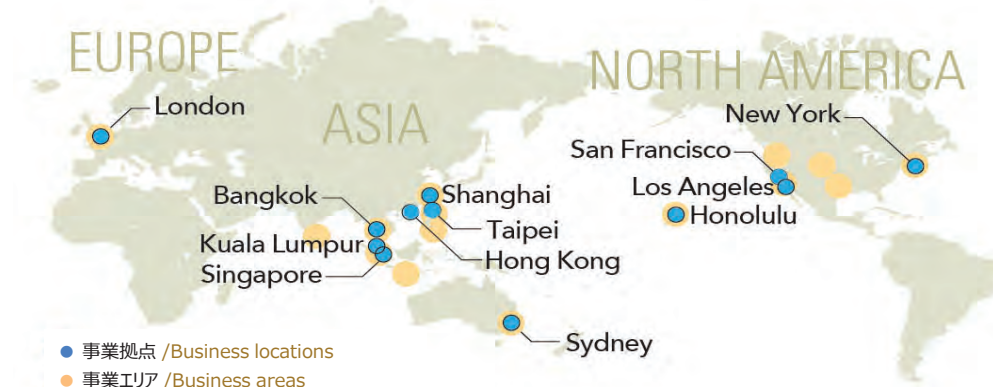 EUROPE
NORTH AMERICA
London
ASIA
New York
San Francisco
Bangkok
Shanghai
Los Angeles
Honolulu
Taipei
Kuala Lumpur
Hong Kong
Singapore
Sydney
事業拠点 /Business locations
事業エリア /Business areas